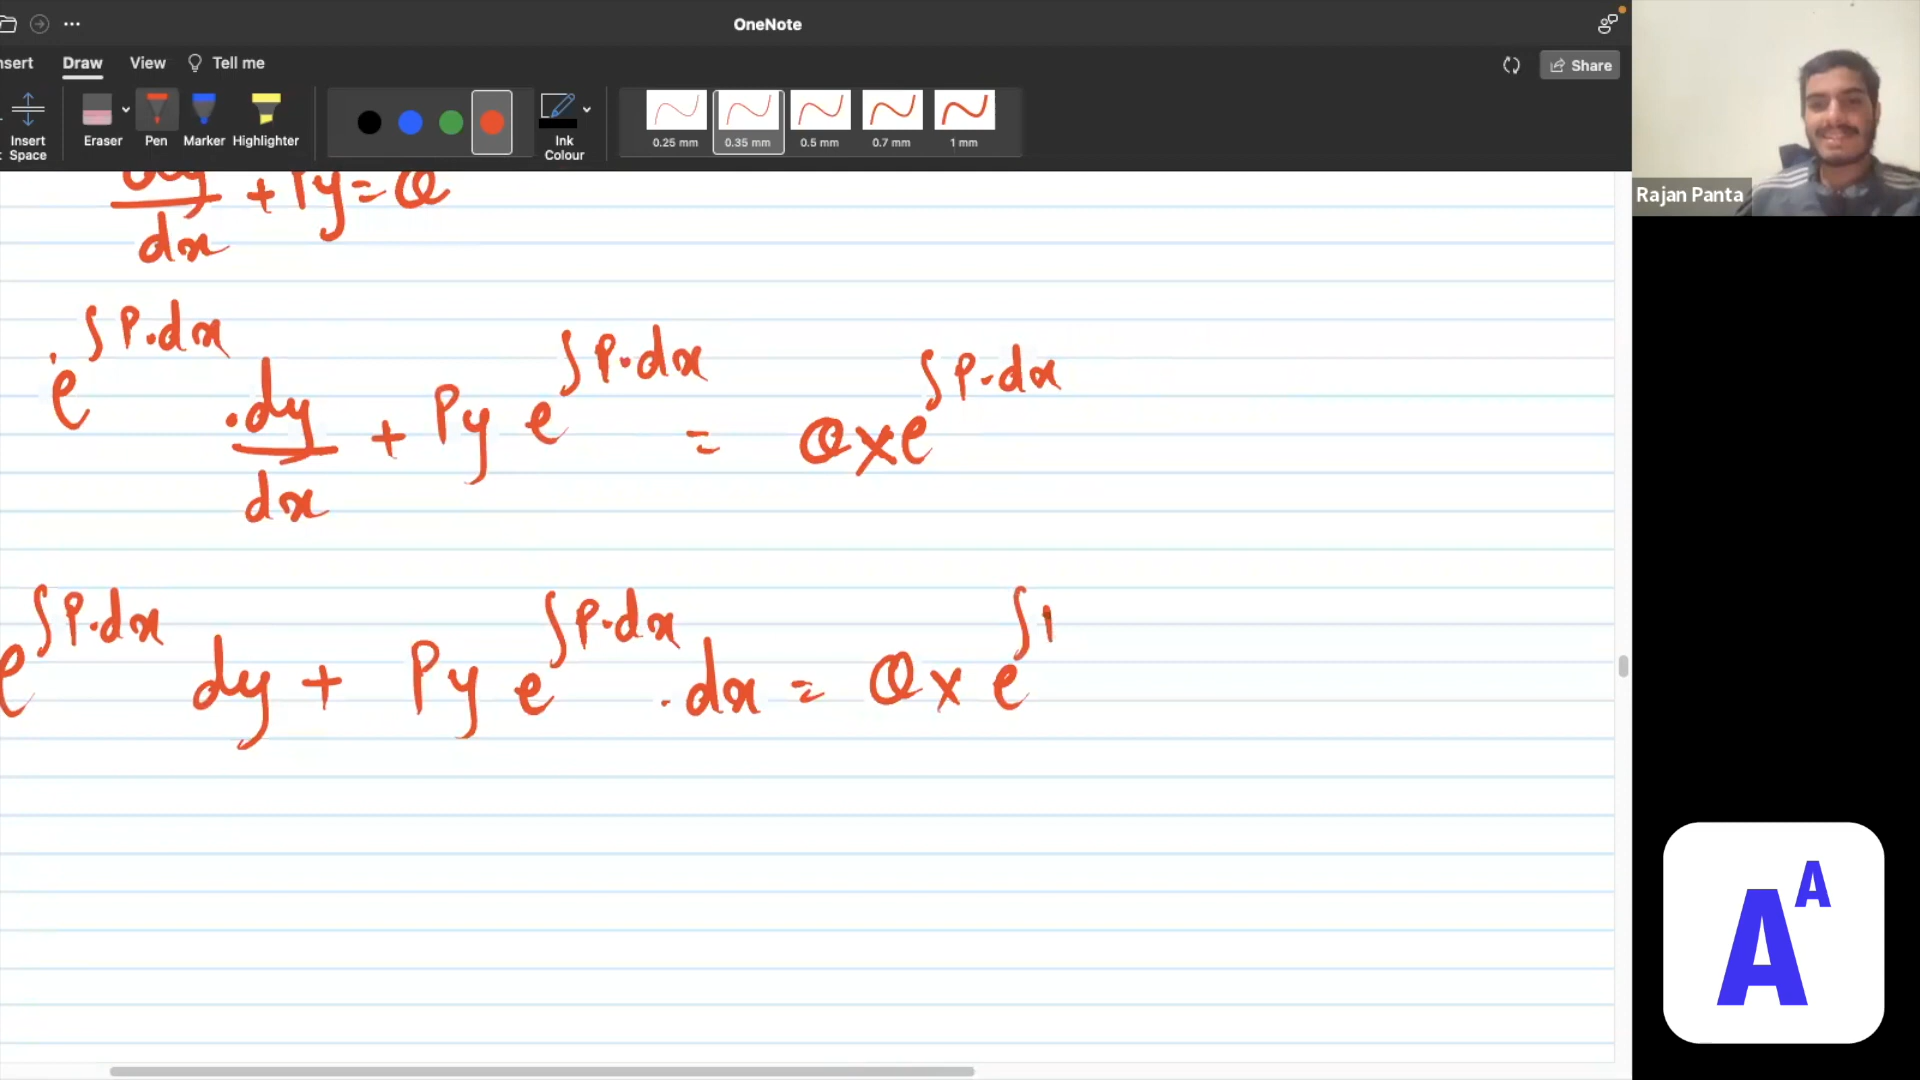 OneNote
nsert Draw View Tell me Share
Insert Space Eraser Pen Marker Highlighter Ink Colour 0.25 mm 0.35 mm 0.5 mm 0.7 mm 1 mm
Rajan Panta
dy/dx + Py = Q
e^∫P.dx .dy/dx + Py e^∫P.dx = Q x e^∫P.dx
e^∫P.dx dy + Py e^∫P.dx .dx = Q x e^∫
A^A